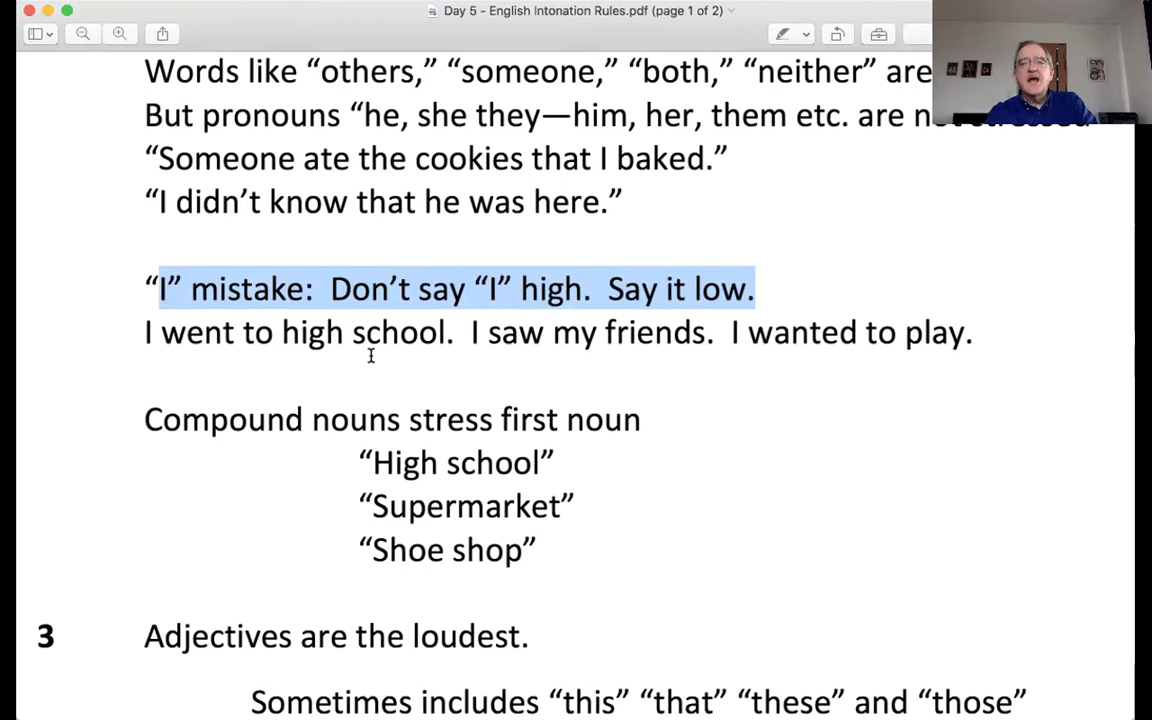 Day 5 - English Intonation Rules.pdf (page 1 of 2)
Words like “others,” “someone,” “both,” “neither” are
But pronouns “he, she they—him, her, them etc. are not stressed
“Someone ate the cookies that I baked.”
“I didn’t know that he was here.”
“I” mistake:  Don’t say “I” high.  Say it low.
I went to high school.  I saw my friends.  I wanted to play.
Compound nouns stress first noun
“High school”
“Supermarket”
“Shoe shop”
3 Adjectives are the loudest.
Sometimes includes “this” “that” “these” and “those”